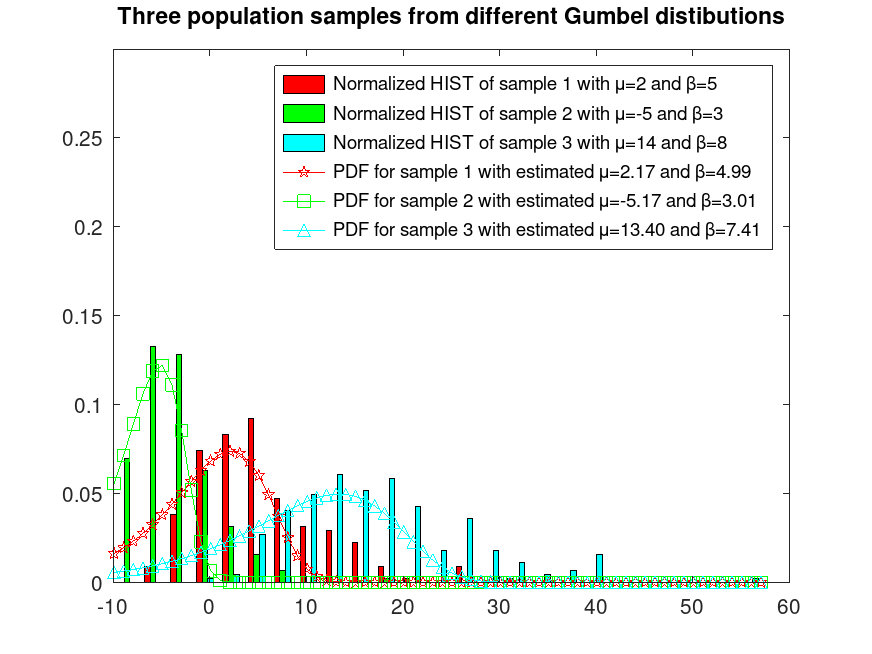 Three population samples from different Gumbel distibutions
Normalized HIST of sample 1 with μ=2 and β=5
Normalized HIST of sample 2 with μ=-5 and β=3
Normalized HIST of sample 3 with μ=14 and β=8
PDF for sample 1 with estimated μ=2.17 and β=4.99
PDF for sample 2 with estimated μ=-5.17 and β=3.01
PDF for sample 3 with estimated μ=13.40 and β=7.41
0.25
0.2
0.15
0.1
0.05
0
-10 0 10 20 30 40 50 60